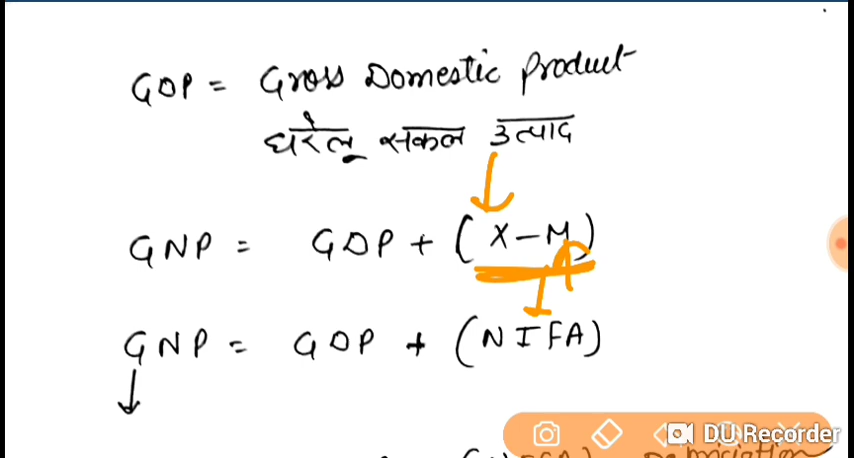 GDP = Gross Domestic Product
घरेलू सकल उत्पाद
GNP = GDP + (X-M)
GNP = GDP + (NIFA)
DU Recorder